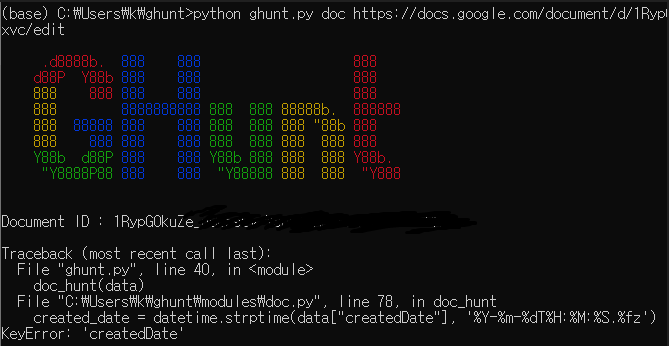 (base) C:₩Users₩k₩ghunt>python ghunt.py doc https://docs.google.com/document/d/1Ryp
xvc/edit
.d8888b. 888 888 888
d88P Y88b 888 888 888
888 888 888 888 888
888 8888888888 888 888 88888b. 888888
888 88888 888 888 888 888 888 "88b 888
888 888 888 888 888 888 888 888 888
Y88b d88P 888 888 Y88b 888 888 888 Y88b.
"Y8888P88 888 888 "Y88888 888 888 "Y888
Document ID : 1RypGOkuZe
Traceback (most recent call last):
File "ghunt.py", line 40, in <module>
doc_hunt(data)
File "C:₩Users₩k₩ghunt₩modules₩doc.py", line 78, in doc_hunt
created_date = datetime.strptime(data["createdDate"], '%Y-%m-%dT%H:%M:%S.%fz')
KeyError: 'createdDate'